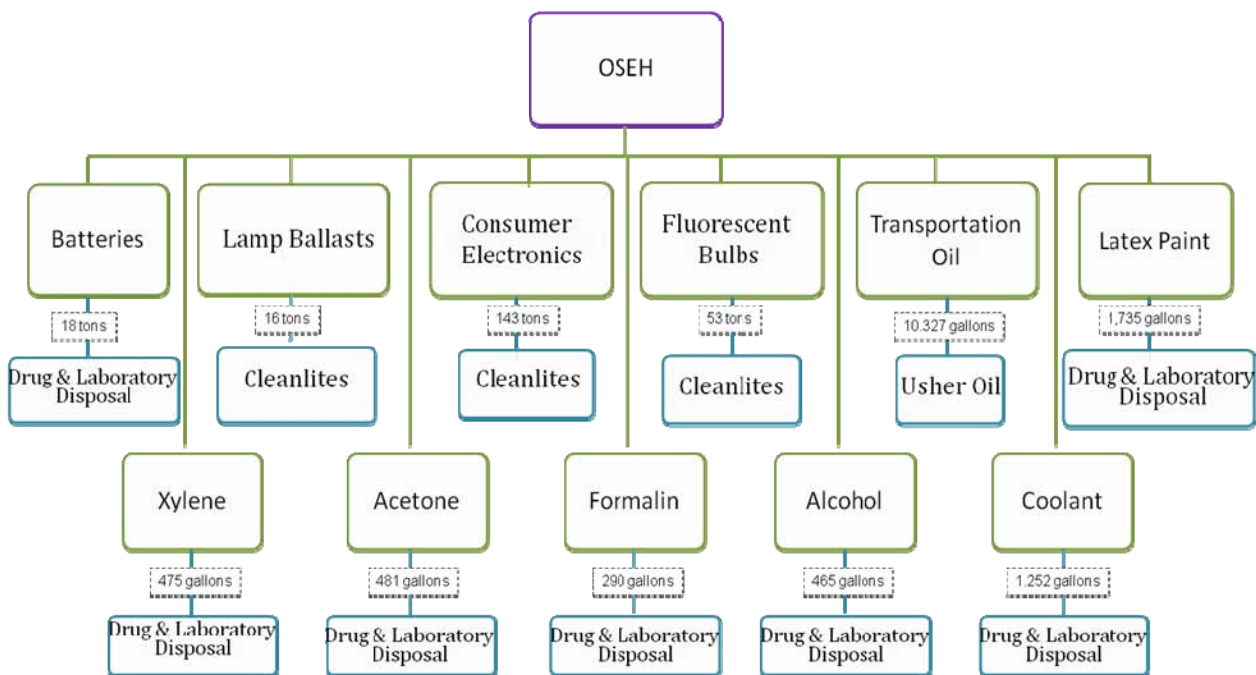 OSEH
Batteries
Lamp Ballasts
Consumer
Electronics
Fluorescent
Bulbs
Transportation
Oil
Latex Paint
18 tons
16 tons
143 tons
53 tons
10.327 gallons
1,735 gallons
Drug & Laboratory
Disposal
Cleanlites
Cleanlites
Cleanlites
Usher Oil
Drug & Laboratory
Disposal
Xylene
Acetone
Formalin
Alcohol
Coolant
475 gallons
481 gallons
290 gallons
465 gallons
1.252 gallons
Drug & Laboratory
Disposal
Drug & Laboratory
Disposal
Drug & Laboratory
Disposal
Drug & Laboratory
Disposal
Drug & Laboratory
Disposal